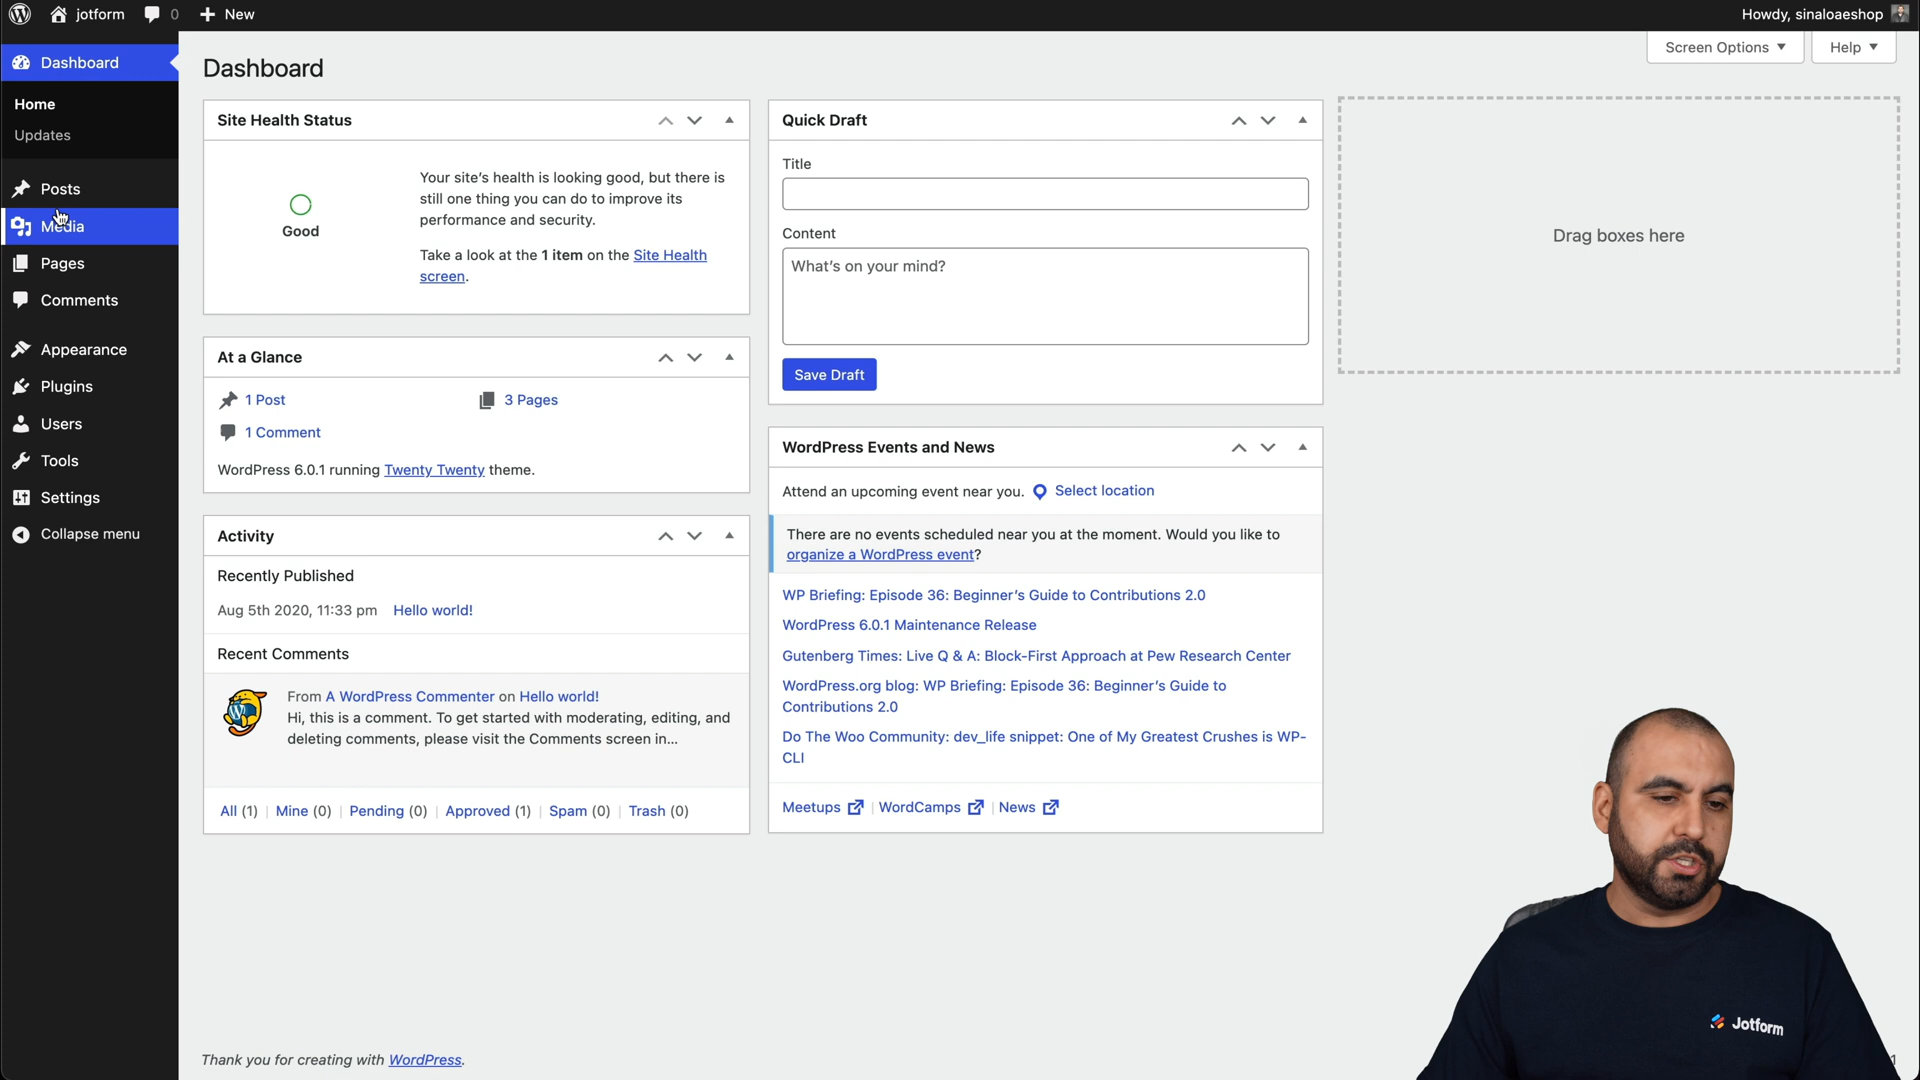 jotform 0 New Howdy, sinaloaeshop
Screen Options Help
Dashboard
Home
Updates
Posts
Media
Pages
Comments
Appearance
Plugins
Users
Tools
Settings
Collapse menu
Dashboard
Site Health Status
Good
Your site's health is looking good, but there is
still one thing you can do to improve its
performance and security.
Take a look at the 1 item on the Site Health
screen.
At a Glance
1 Post 3 Pages
1 Comment
WordPress 6.0.1 running Twenty Twenty theme.
Activity
Recently Published
Aug 5th 2020, 11:33 pm Hello world!
Recent Comments
From A WordPress Commenter on Hello world!
Hi, this is a comment. To get started with moderating, editing, and
deleting comments, please visit the Comments screen in...
All (1) | Mine (0) | Pending (0) | Approved (1) | Spam (0) | Trash (0)
Quick Draft
Title
Content
What's on your mind?
Save Draft
WordPress Events and News
Attend an upcoming event near you. Select location
There are no events scheduled near you at the moment. Would you like to
organize a WordPress event?
WP Briefing: Episode 36: Beginner's Guide to Contributions 2.0
WordPress 6.0.1 Maintenance Release
Gutenberg Times: Live Q & A: Block-First Approach at Pew Research Center
WordPress.org blog: WP Briefing: Episode 36: Beginner's Guide to
Contributions 2.0
Do The Woo Community: dev_life snippet: One of My Greatest Crushes is WP-
CLI
Meetups | WordCamps | News
Drag boxes here
Jotform
Thank you for creating with WordPress.